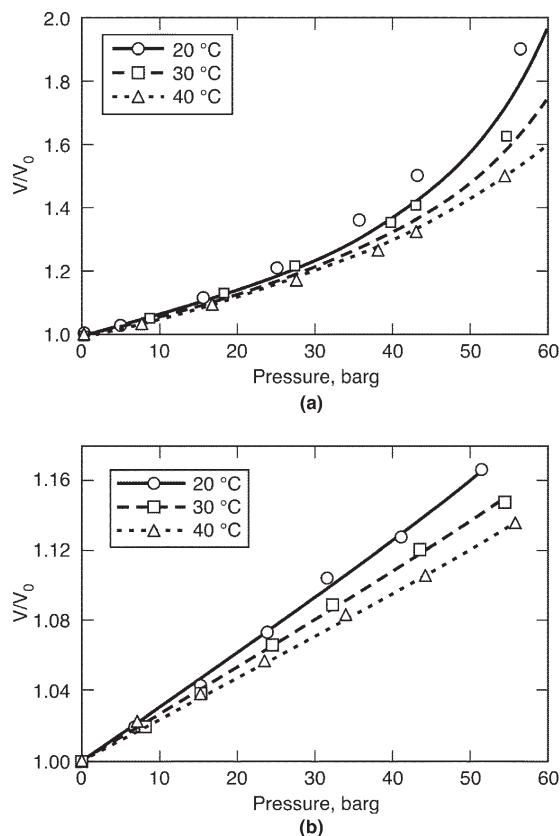 2.0
20 °C
30 °C
40 °C
1.8
1.6
V/V0
1.4
1.2
1.0
0 10 20 30 40 50 60
Pressure, barg
(a)
20 °C
30 °C
40 °C
1.16
1.12
V/V0
1.08
1.04
1.00
0 10 20 30 40 50 60
Pressure, barg
(b)